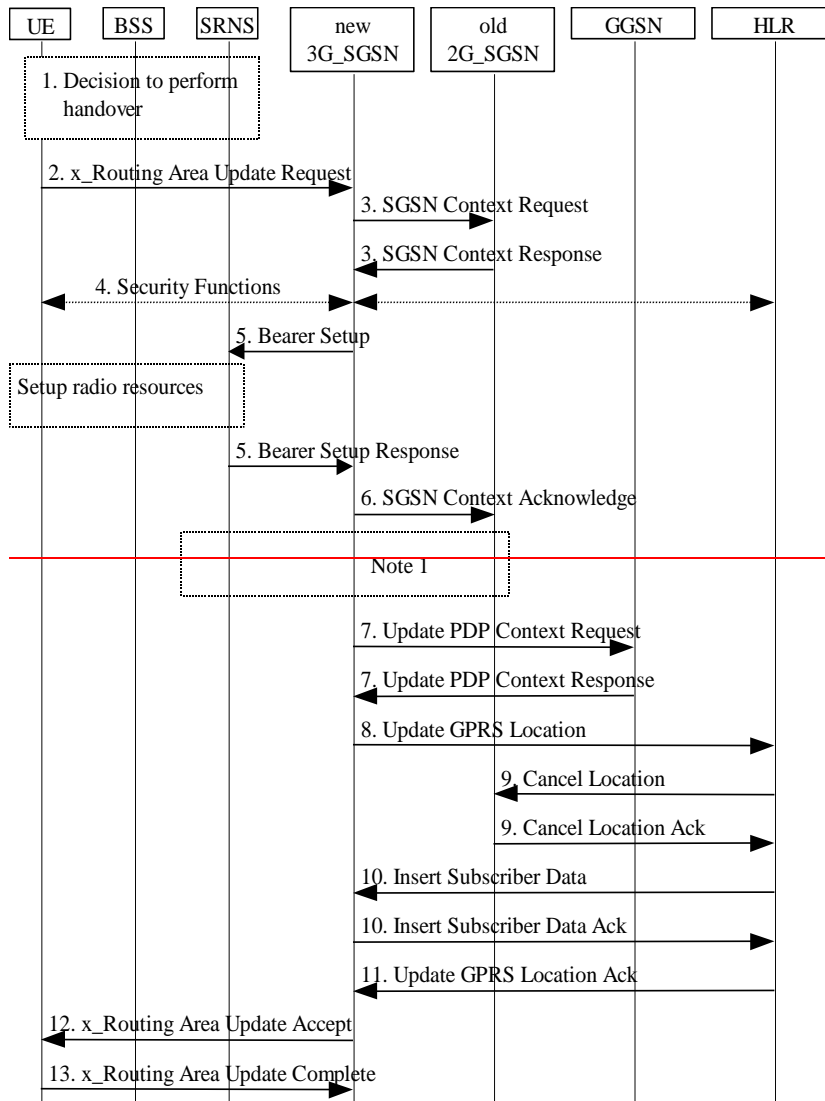 UE
BSS
SRNS
new
3G_SGSN
old
2G_SGSN
GGSN
HLR
1. Decision to perform
handover
2. x_Routing Area Update Request
3. SGSN Context Request
3. SGSN Context Response
4. Security Functions
5. Bearer Setup
Setup radio resources
5. Bearer Setup Response
6. SGSN Context Acknowledge
Note 1
7. Update PDP Context Request
7. Update PDP Context Response
8. Update GPRS Location
9. Cancel Location
9. Cancel Location Ack
10. Insert Subscriber Data
10. Insert Subscriber Data Ack
11. Update GPRS Location Ack
12. x_Routing Area Update Accept
13. x_Routing Area Update Complete